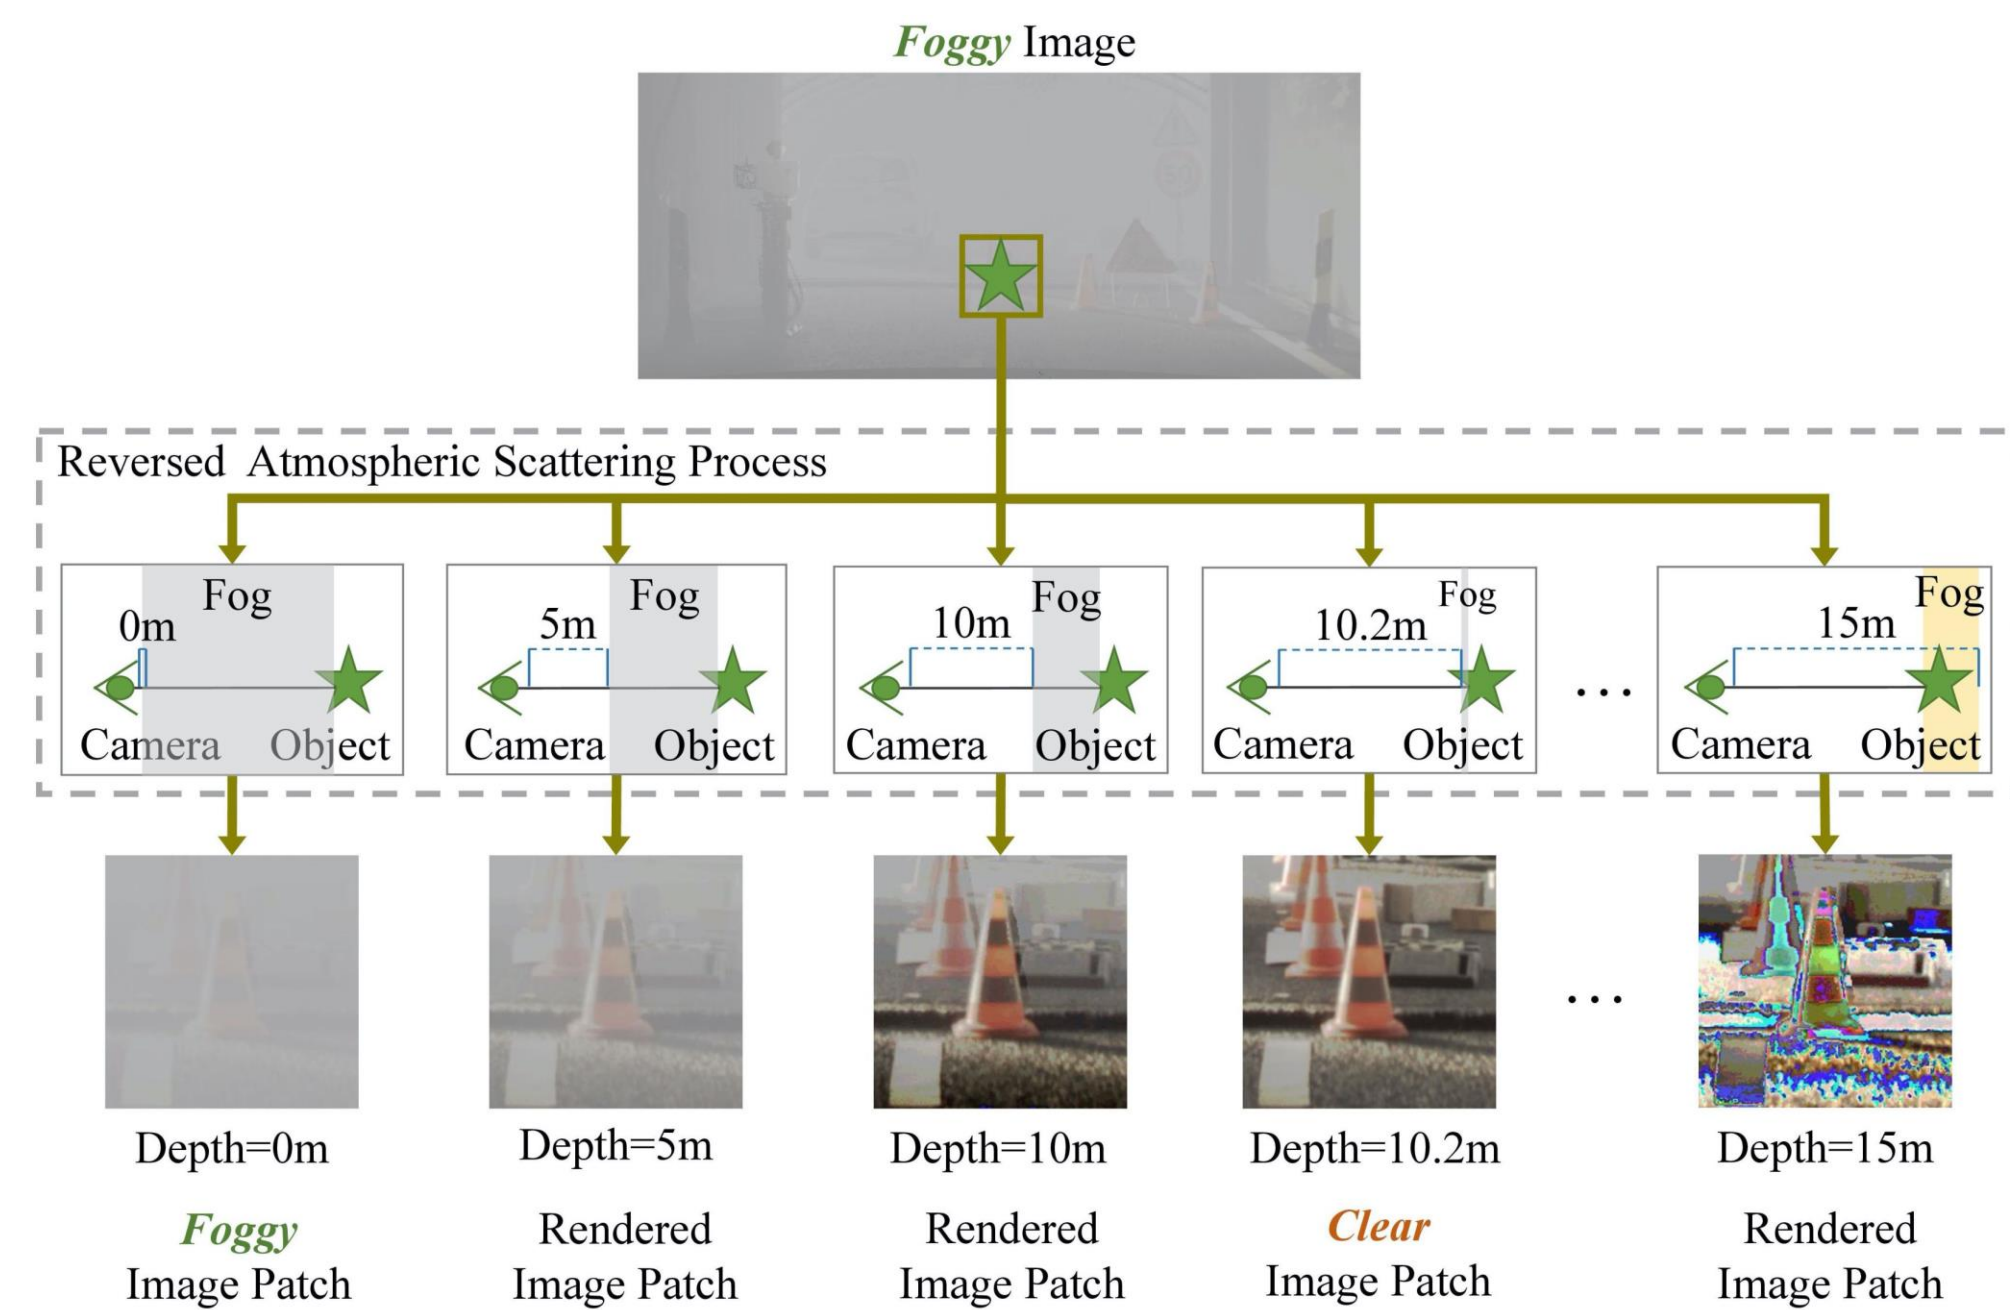 Foggy Image
Reversed Atmospheric Scattering Process
Fog
0m
Camera Object
Fog
5m
Camera Object
Fog
10m
Camera Object
Fog
10.2m
Camera Object
...
Fog
15m
Camera Object
...
Depth=0m
Foggy
Image Patch
Depth=5m
Rendered
Image Patch
Depth=10m
Rendered
Image Patch
Depth=10.2m
Clear
Image Patch
Depth=15m
Rendered
Image Patch